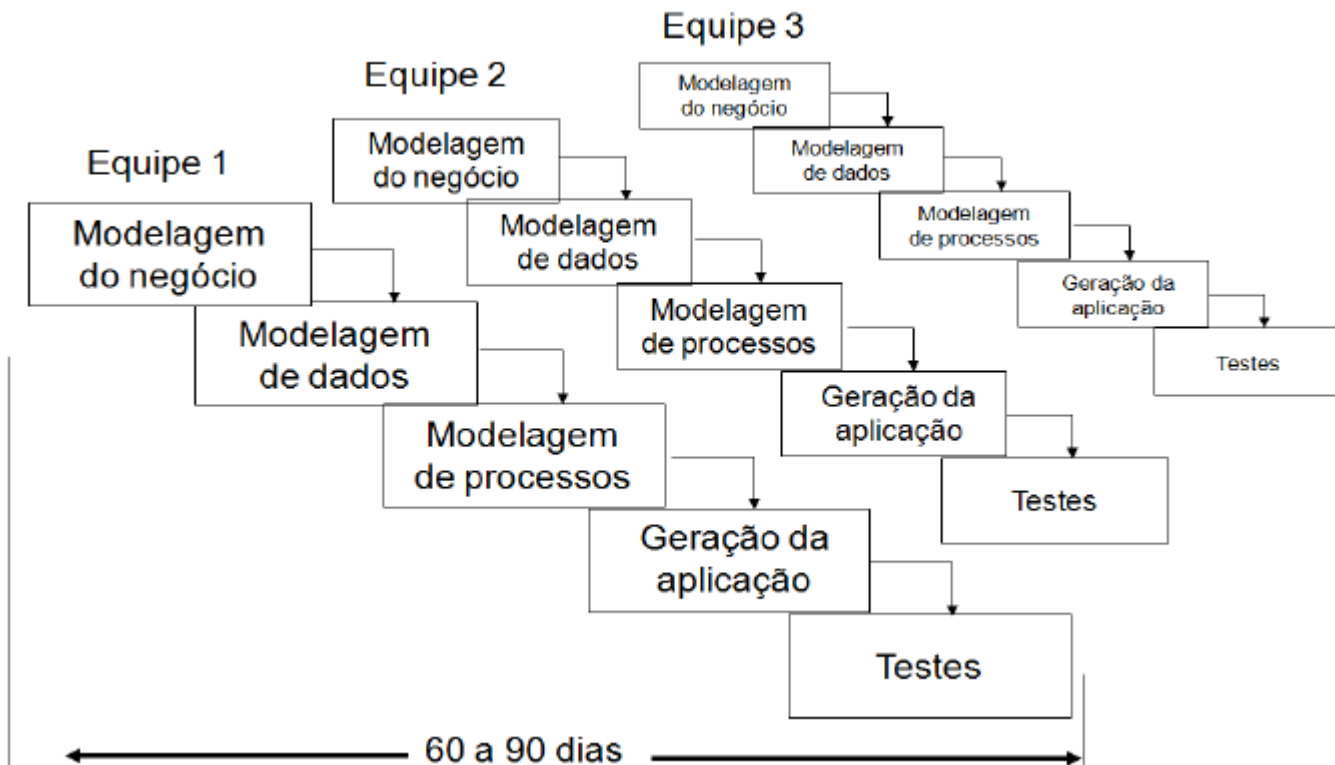 Equipe 1
Modelagem
do negócio
Modelagem
de dados
Modelagem
de processos
Geração da
aplicação
Testes
Equipe 2
Modelagem
do negócio
Modelagem
de dados
Modelagem
de processos
Geração da
aplicação
Testes
Equipe 3
Modelagem
do negócio
Modelagem
de dados
Modelagem
de processos
Geração da
aplicação
Testes
60 a 90 dias